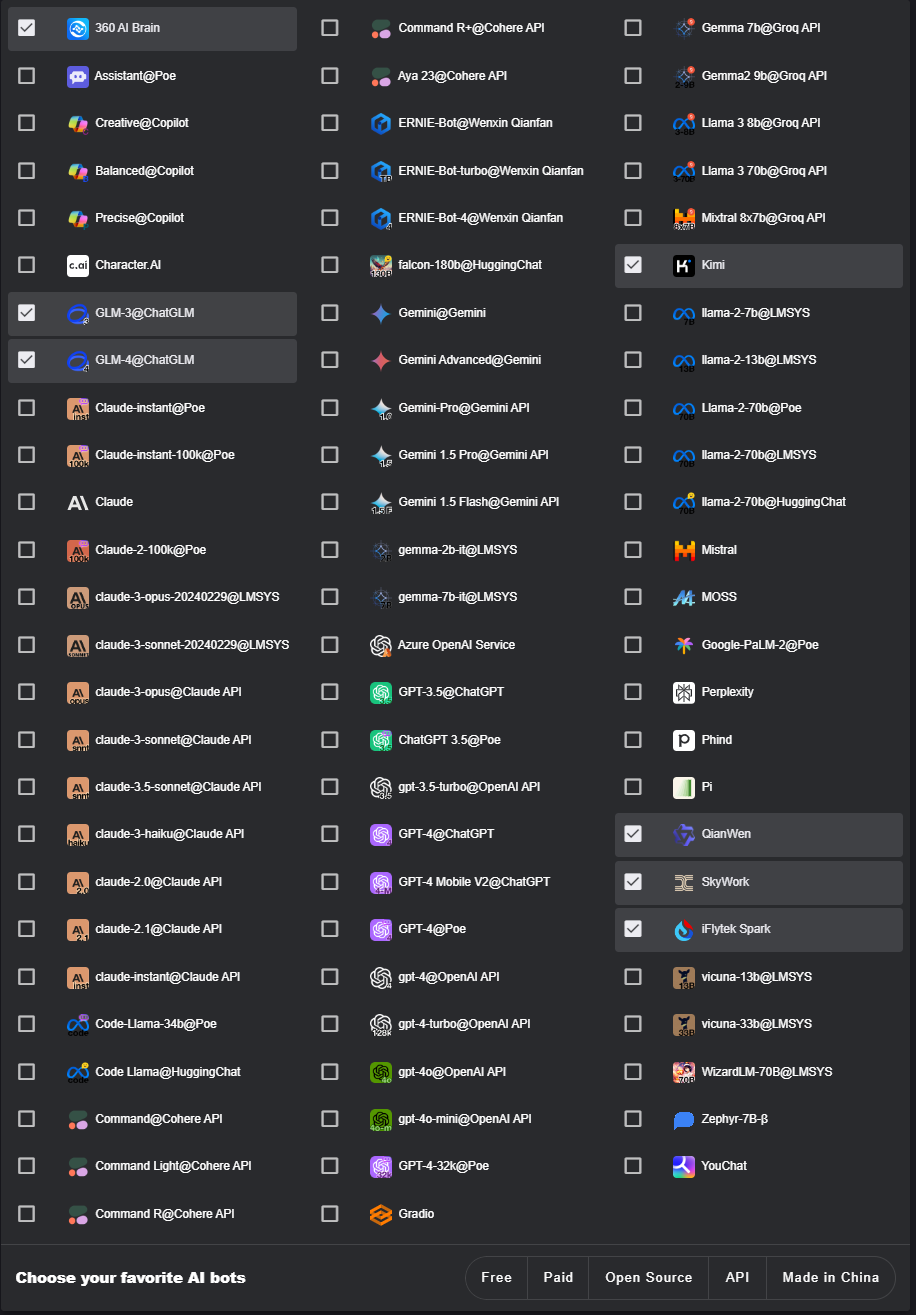 360 AI Brain
Assistant@Poe
Creative@Copilot
Balanced@Copilot
Precise@Copilot
c.ai Character.AI
GLM-3@ChatGLM
GLM-4@ChatGLM
Claude-instant@Poe
Claude-instant-100k@Poe
Claude
Claude-2-100k@Poe
claude-3-opus-20240229@LMSYS
claude-3-sonnet-20240229@LMSYS
claude-3-opus@Claude API
claude-3-sonnet@Claude API
claude-3.5-sonnet@Claude API
claude-3-haiku@Claude API
claude-2.0@Claude API
claude-2.1@Claude API
claude-instant@Claude API
Code-Llama-34b@Poe
Code Llama@HuggingChat
Command@Cohere API
Command Light@Cohere API
Command R@Cohere API
Command R+@Cohere API
Aya 23@Cohere API
ERNIE-Bot@Wenxin Qianfan
ERNIE-Bot-turbo@Wenxin Qianfan
ERNIE-Bot-4@Wenxin Qianfan
falcon-180b@HuggingChat
Gemini@Gemini
Gemini Advanced@Gemini
Gemini-Pro@Gemini API
Gemini 1.5 Pro@Gemini API
Gemini 1.5 Flash@Gemini API
gemma-2b-it@LMSYS
gemma-7b-it@LMSYS
Azure OpenAI Service
GPT-3.5@ChatGPT
ChatGPT 3.5@Poe
gpt-3.5-turbo@OpenAI API
GPT-4@ChatGPT
GPT-4 Mobile V2@ChatGPT
GPT-4@Poe
gpt-4@OpenAI API
gpt-4-turbo@OpenAI API
gpt-4o@OpenAI API
gpt-4o-mini@OpenAI API
GPT-4-32k@Poe
Gradio
Gemma 7b@Groq API
Gemma2 9b@Groq API
Llama 3 8b@Groq API
Llama 3 70b@Groq API
Mixtral 8x7b@Groq API
Kimi
llama-2-7b@LMSYS
llama-2-13b@LMSYS
Llama-2-70b@Poe
llama-2-70b@LMSYS
llama-2-70b@HuggingChat
Mistral
MOSS
Google-PaLM-2@Poe
Perplexity
Phind
Pi
QianWen
SkyWork
iFlytek Spark
vicuna-13b@LMSYS
vicuna-33b@LMSYS
WizardLM-70B@LMSYS
Zephyr-7B-β
YouChat
Choose your favorite AI bots
Free Paid Open Source API Made in China